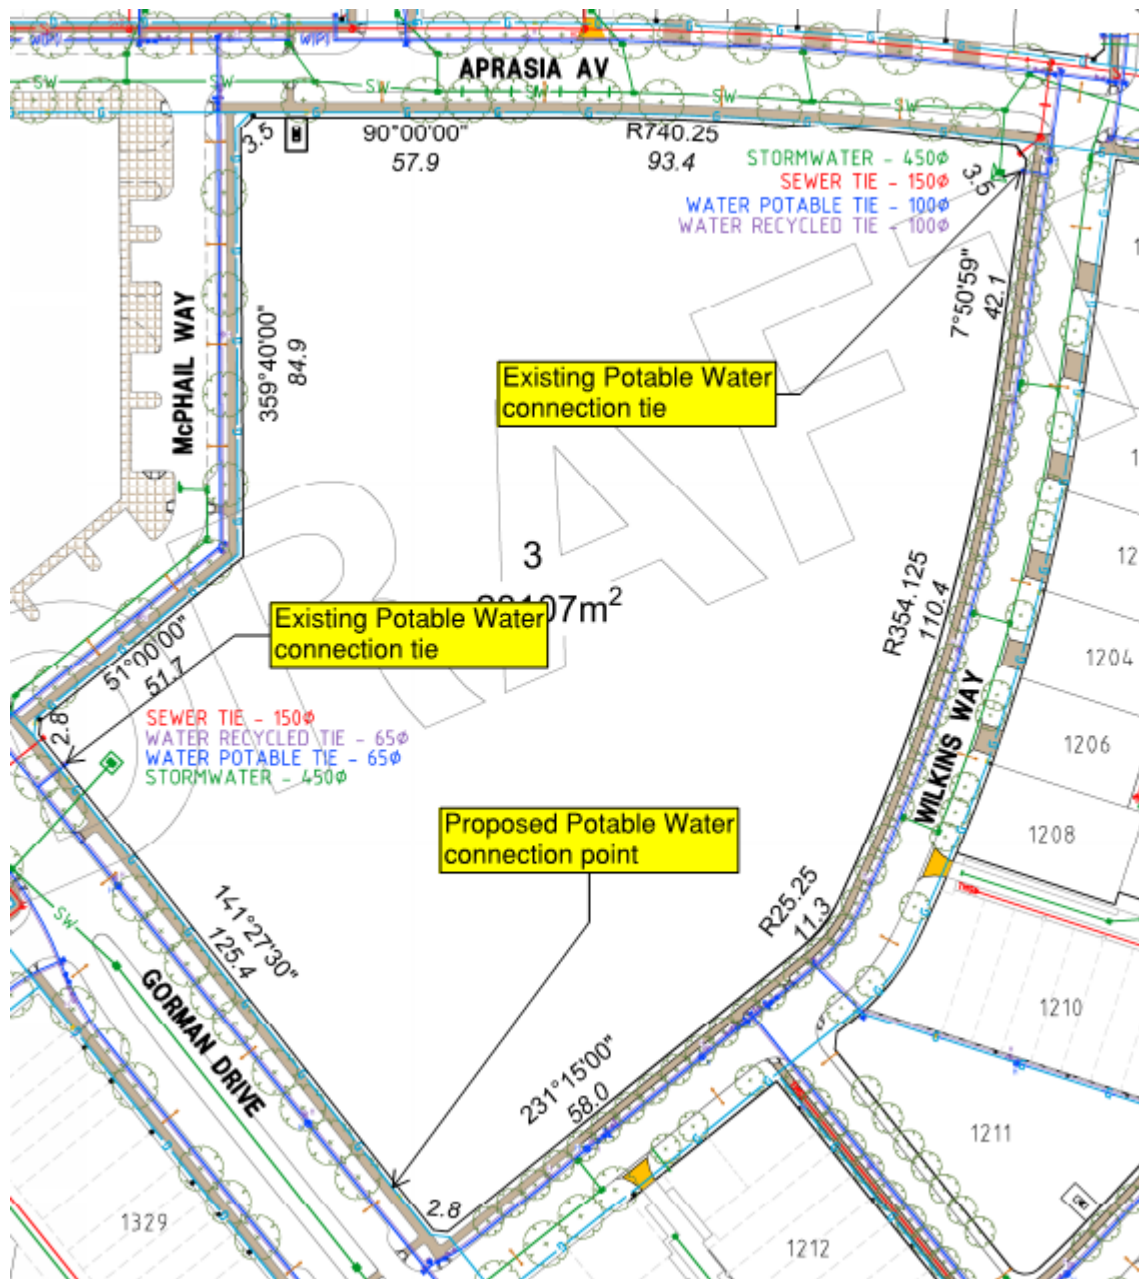 W(P)
W(P)
APRASIA AV
SW
SW
SW
SW
SW
SW
3.5
90°00'00"
57.9
R740.25
93.4
STORMWATER - 450ø
SEWER TIE - 150ø
WATER POTABLE TIE - 100ø
WATER RECYCLED TIE - 100ø
3.5
McPHAIL WAY
359°40'00"
84.9
7°50'59"
42.1
Existing Potable Water
connection tie
DRAFT
3
Existing Potable Water
connection tie
R354.125
110.4
51°00'00"
51.7
2.8
SEWER TIE - 150ø
WATER RECYCLED TIE - 65ø
WATER POTABLE TIE - 65ø
STORMWATER - 450ø
WILKINS WAY
1204
1206
1208
Proposed Potable Water
connection point
141°27'30"
125.4
SW
GORMAN DRIVE
R25.25
11.3
1210
231°15'00"
58.0
1211
2.8
1329
1212